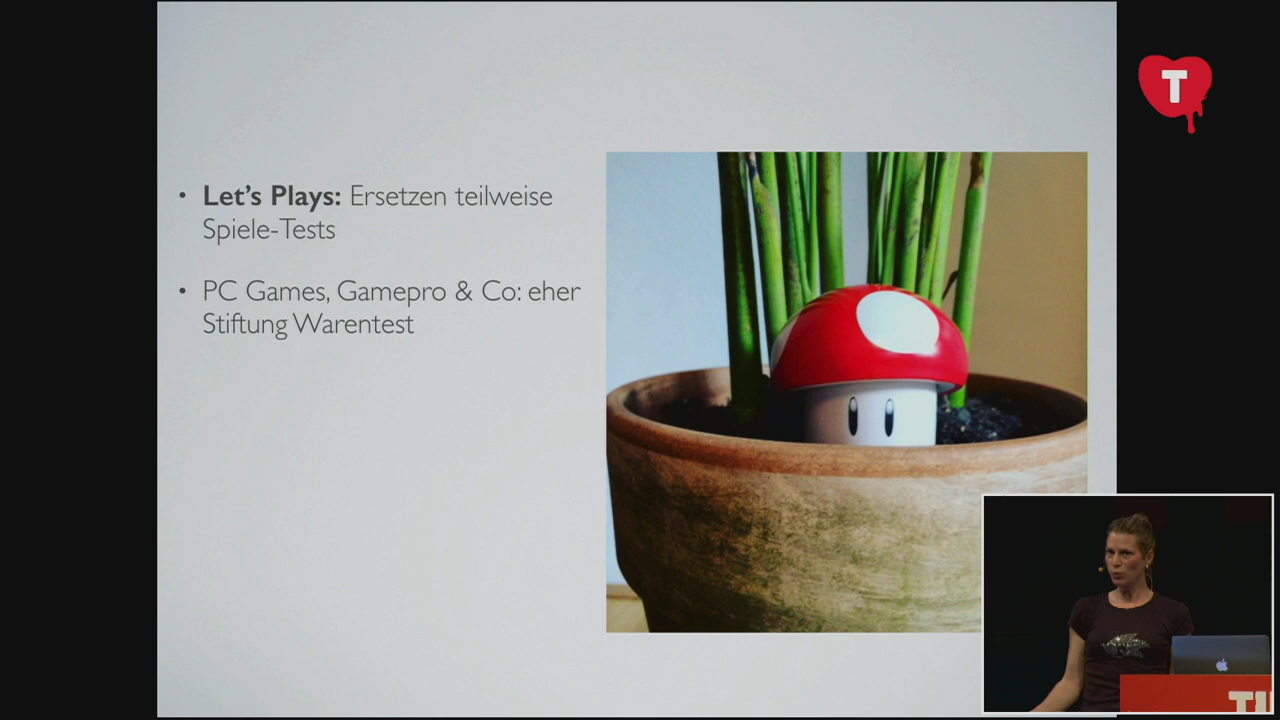 • Let's Plays: Ersetzen teilweise
Spiele-Tests
• PC Games, Gamepro & Co: eher
Stiftung Warentest
T